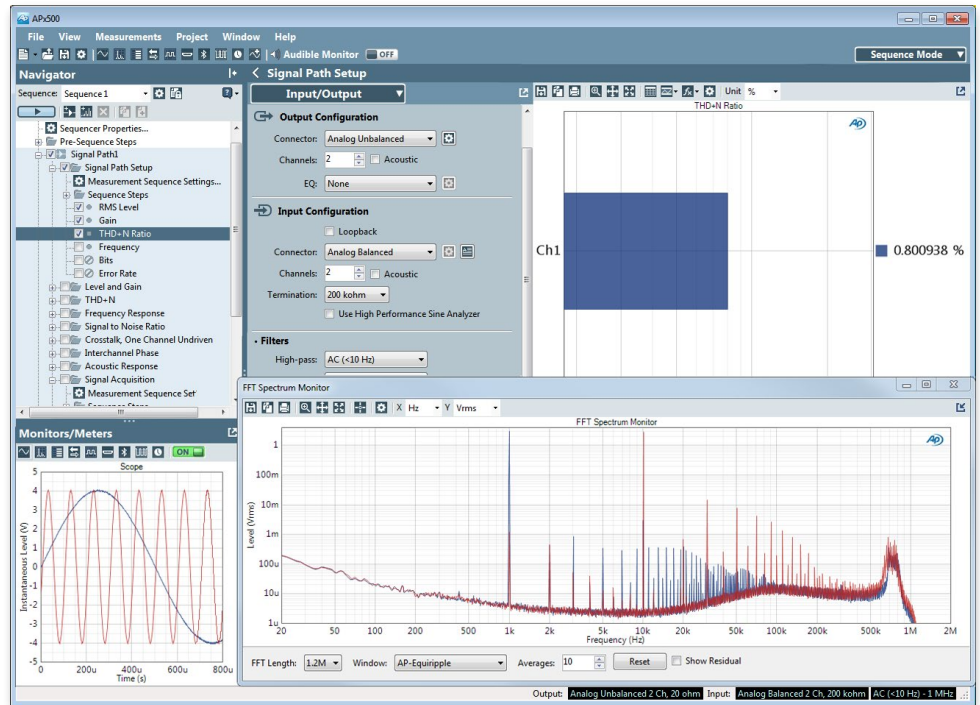 APx500
File View Measurements Project Window Help
Audible Monitor OFF
Sequence Mode
Navigator
Sequence: Sequence 1
Sequencer Properties...
Pre-Sequence Steps
Signal Path1
Signal Path Setup
Measurement Sequence Settings...
Sequence Steps
RMS Level
Gain
THD+N Ratio
Frequency
Bits
Error Rate
Level and Gain
THD+N
Frequency Response
Signal to Noise Ratio
Crosstalk, One Channel Undriven
Interchannel Phase
Acoustic Response
Signal Acquisition
Measurement Sequence Set
Signal Path Setup
Input/Output
Output Configuration
Connector: Analog Unbalanced
Channels: 2 Acoustic
EQ: None
Input Configuration
Loopback
Connector: Analog Balanced
Channels: 2 Acoustic
Termination: 200 kohm
Use High Performance Sine Analyzer
Filters
High-pass: AC (<10 Hz)
Unit %
THD+N Ratio
AP
Ch1
0.800938 %
Monitors/Meters
ON
Scope
Instantaneous Level (V)
5
4
3
2
1
0
-1
-2
-3
-4
-5
0 200u 400u 600u 800u
Time (s)
FFT Spectrum Monitor
X Hz Y Vrms
FFT Spectrum Monitor
AP
Level (Vrms)
1
100m
10m
1m
100u
10u
1u
20 50 100 200 500 1k 2k 5k 10k 20k 50k 100k 200k 500k 1M 2M
Frequency (Hz)
FFT Length: 1.2M Window: AP-Equiripple Averages: 10 Reset Show Residual
Output: Analog Unbalanced 2 Ch, 20 ohm Input: Analog Balanced 2 Ch, 200 kohm AC (<10 Hz) - 1 MHz